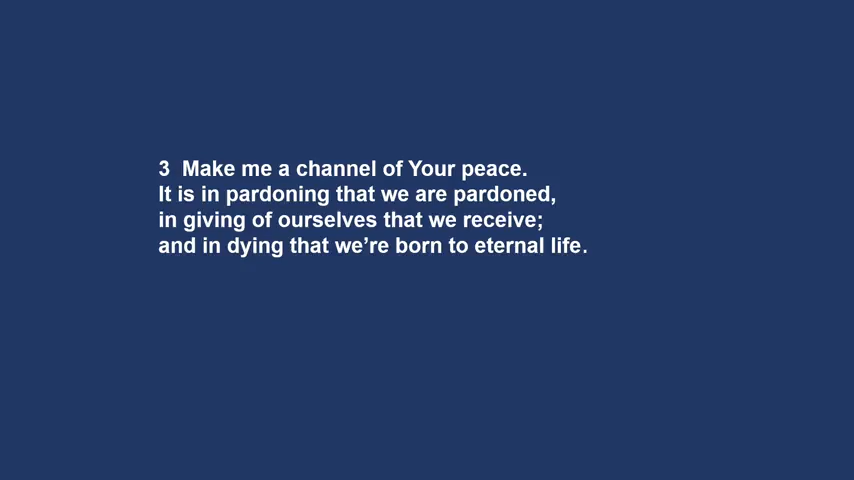 3 Make me a channel of Your peace.
It is in pardoning that we are pardoned,
in giving of ourselves that we receive;
and in dying that we’re born to eternal life.